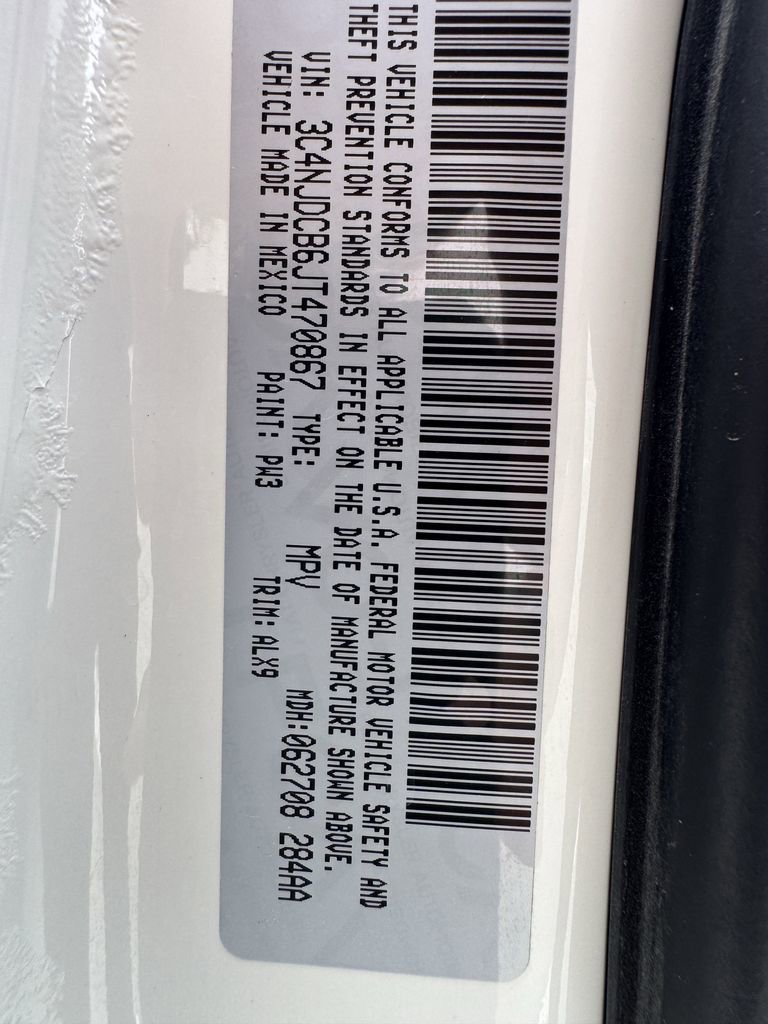 THIS VEHICLE CONFORMS TO ALL APPLICABLE U.S.A. FEDERAL MOTOR VEHICLE SAFETY AND
THEFT PREVENTION STANDARDS IN EFFECT ON THE DATE OF MANUFACTURE SHOWN ABOVE.
VIN: 3C4NJDCB6JT470867 TYPE: MPV MDH:062708 284AA
VEHICLE MADE IN MEXICO PAINT: PW3 TRIM: ALX9